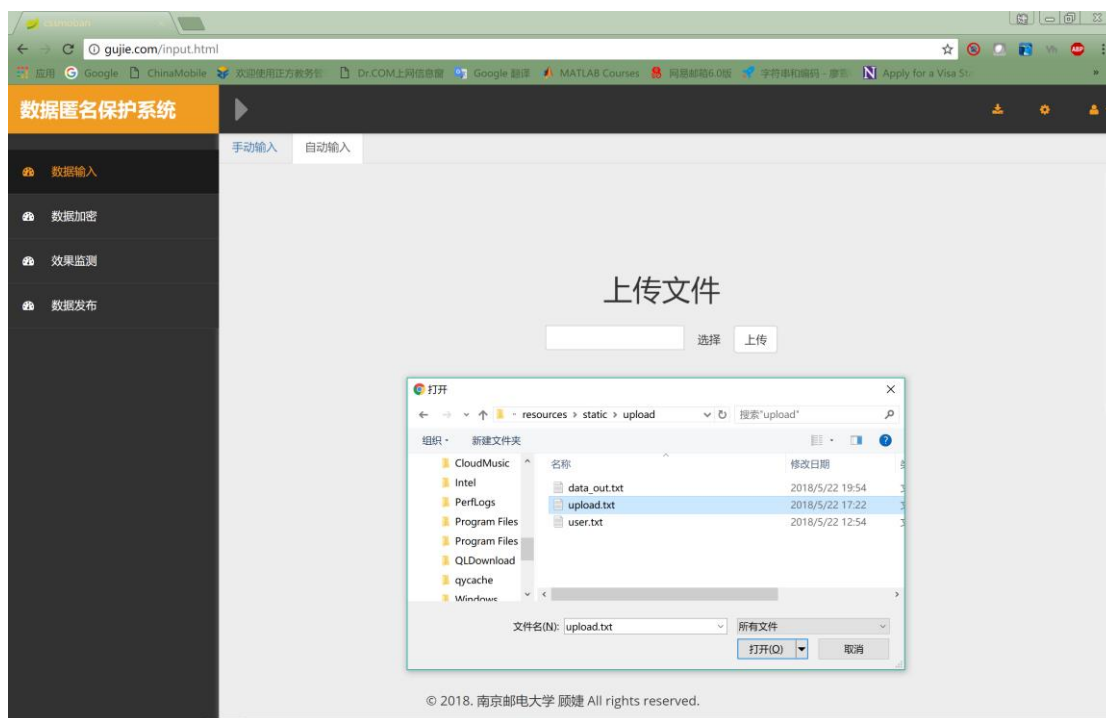 gujie.com/input.html
应用 Google ChinaMobile 欢迎使用正方教务管 Dr.COM上网信息窗 Google 翻译 MATLAB Courses 网易邮箱6.0版 字符串和编码 - 廖雪 Apply for a Visa St
数据匿名保护系统
手动输入 自动输入
数据输入
数据加密
效果监测
数据发布
上传文件
选择 上传
打开
resources › static › upload 搜索"upload"
组织 新建文件夹
名称 修改日期
CloudMusic
Intel
PerfLogs
Program Files
Program Files
QLDownload
qycache
Windows
data_out.txt 2018/5/22 19:54
upload.txt 2018/5/22 17:22
user.txt 2018/5/22 12:54
文件名(N): upload.txt 所有文件
打开(O) 取消
© 2018. 南京邮电大学 顾婕 All rights reserved.